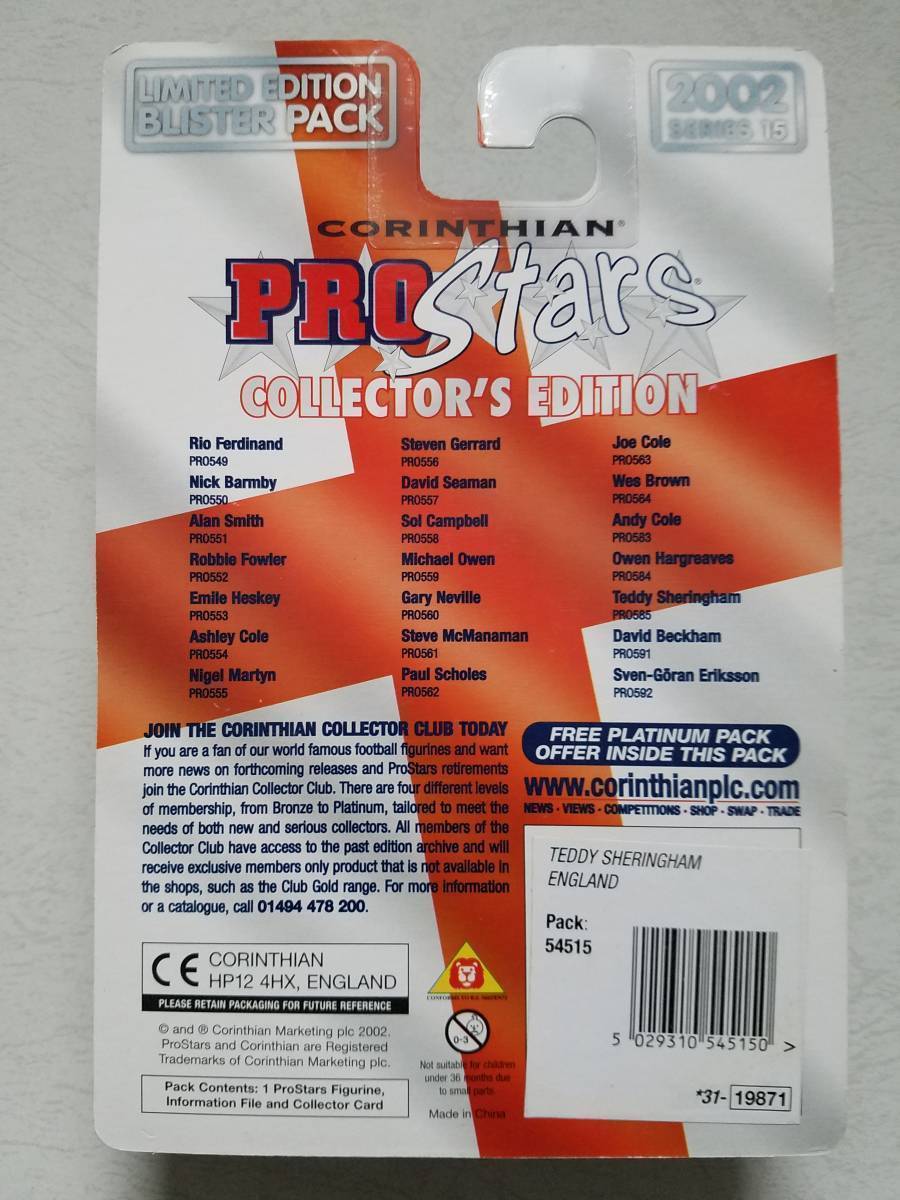 LIMITED EDITION
BLISTER PACK
2002
SERIES 15
CORINTHIAN®
PROStars®
COLLECTOR'S EDITION
Rio Ferdinand
PRO549
Nick Barmby
PRO550
Alan Smith
PRO551
Robbie Fowler
PRO552
Emile Heskey
PRO553
Ashley Cole
PRO554
Nigel Martyn
PRO555
Steven Gerrard
PRO556
David Seaman
PRO557
Sol Campbell
PRO558
Michael Owen
PRO559
Gary Neville
PRO560
Steve McManaman
PRO561
Paul Scholes
PRO562
Joe Cole
PRO563
Wes Brown
PRO564
Andy Cole
PRO583
Owen Hargreaves
PRO584
Teddy Sheringham
PRO585
David Beckham
PRO591
Sven-Göran Eriksson
PRO592
JOIN THE CORINTHIAN COLLECTOR CLUB TODAY
If you are a fan of our world famous football figurines and want
more news on forthcoming releases and ProStars retirements
join the Corinthian Collector Club. There are four different levels
of membership, from Bronze to Platinum, tailored to meet the
needs of both new and serious collectors. All members of the
Collector Club have access to the past edition archive and will
receive exclusive members only product that is not available in
the shops, such as the Club Gold range. For more information
or a catalogue, call 01494 478 200.
FREE PLATINUM PACK
OFFER INSIDE THIS PACK
www.corinthianplc.com
NEWS - VIEWS - COMPETITIONS - SHOP - SWAP - TRADE
TEDDY SHERINGHAM
ENGLAND
Pack:
54515
5 029310 545150 >
*31- 19871
CE CORINTHIAN
HP12 4HX, ENGLAND
PLEASE RETAIN PACKAGING FOR FUTURE REFERENCE
© and ® Corinthian Marketing plc 2002.
ProStars and Corinthian are Registered
Trademarks of Corinthian Marketing plc.
Pack Contents: 1 ProStars Figurine,
Information File and Collector Card
CONFORMS TO
0-3
Not suitable for children
under 36 months due
to small parts
Made in China